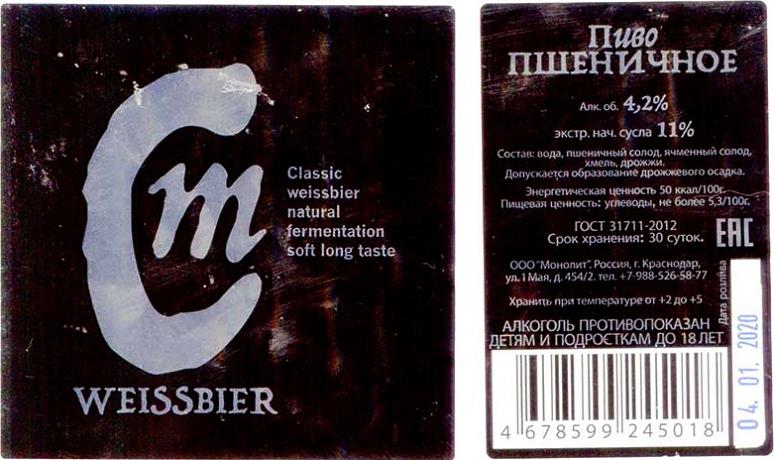 Cm
Classic
weissbier
natural
fermentation
soft long taste
WEISSBIER
Пиво
ПШЕНИЧНОЕ
Алк. об. 4,2%
экстр. нач. сусла 11%
Состав: вода, пшеничный солод, ячменный солод,
хмель, дрожжи.
Допускается образование дрожжевого осадка.
Энергетическая ценность 50 ккал/100г.
Пищевая ценность: углеводы, не более 5,3/100г.
ГОСТ 31711-2012
Срок хранения: 30 суток.
EAC
ООО "Монолит", Россия, г. Краснодар,
ул. 1 Мая, д. 454/2. тел. +7-988-526-58-77
Хранить при температуре от +2 до +5
Дата розлива
04. 01. 2020
АЛКОГОЛЬ ПРОТИВОПОКАЗАН
ДЕТЯМ И ПОДРОСТКАМ ДО 18 ЛЕТ
4 678599 245018